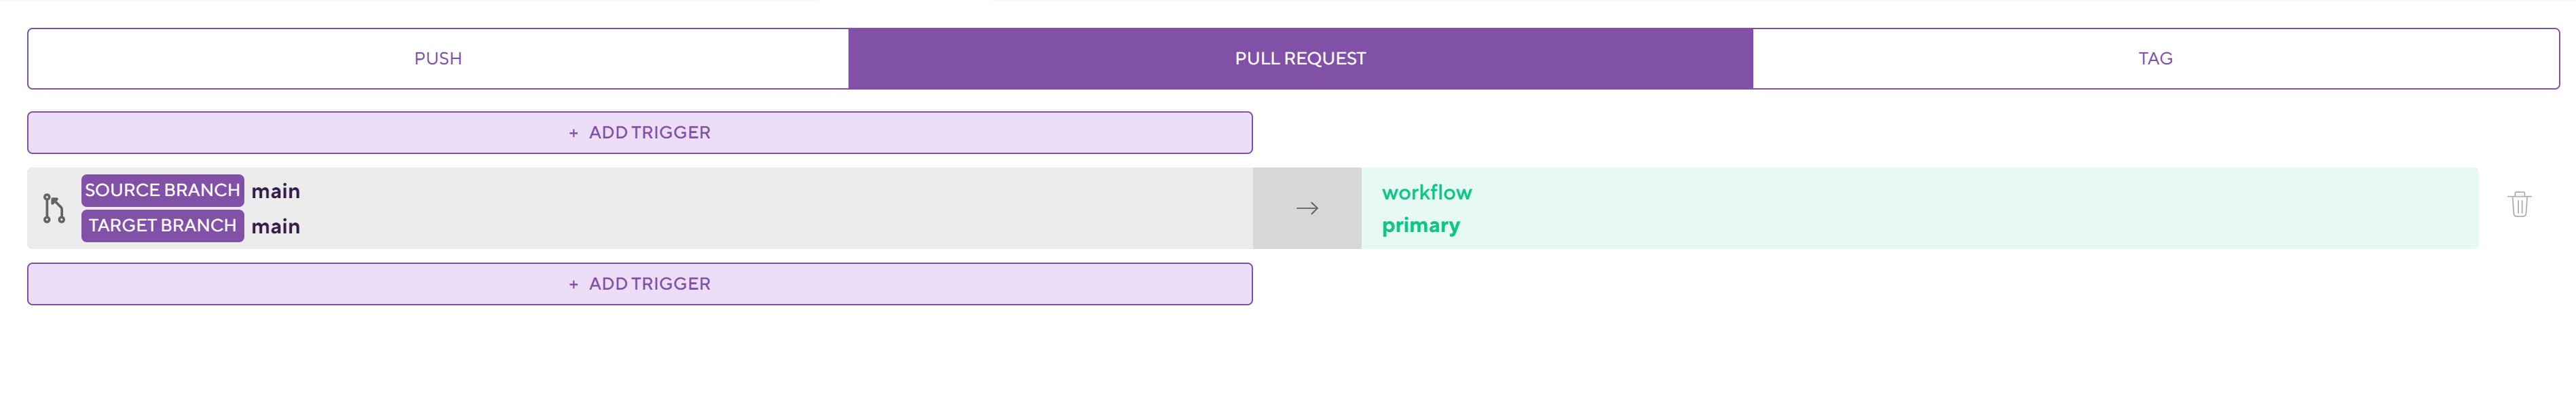 PUSH
PULL REQUEST
TAG
+ ADD TRIGGER
SOURCE BRANCH main
TARGET BRANCH main
workflow
primary
+ ADD TRIGGER